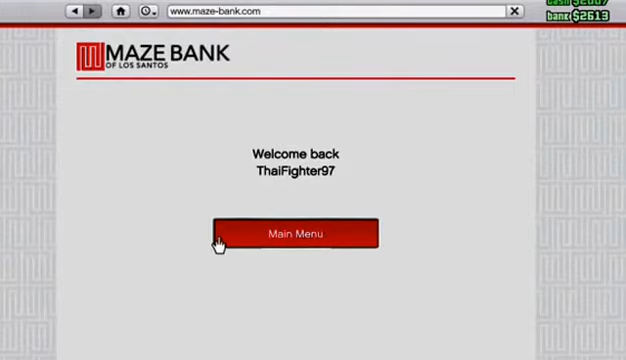 www.maze-bank.com
bank $2613
MAZE BANK
OF LOS SANTOS
Welcome back
ThaiFighter97
Main Menu